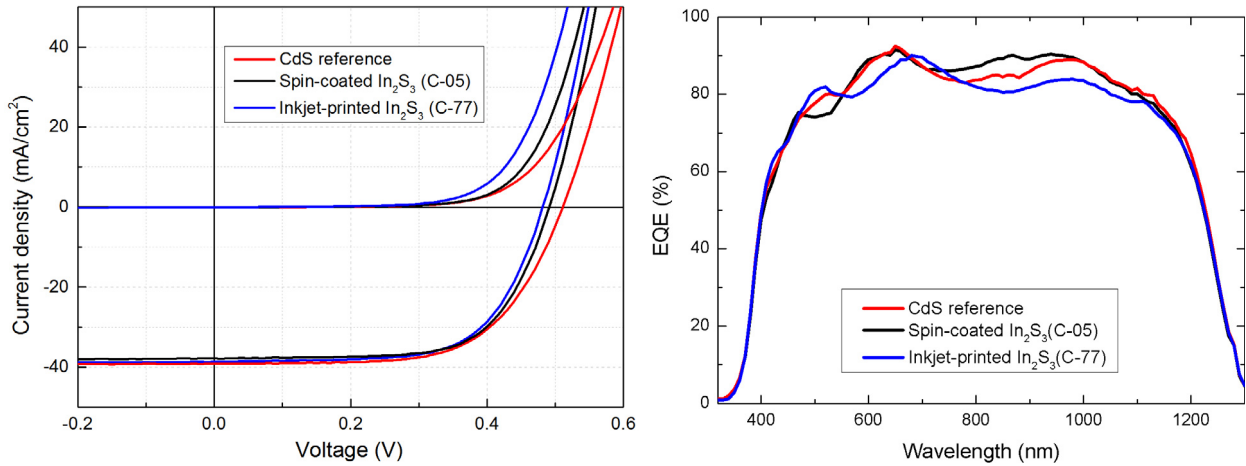 Current density (mA/cm²)
40
20
0
-20
-40
CdS reference
Spin-coated In₂S₃ (C-05)
Inkjet-printed In₂S₃ (C-77)
-0.2
0.0
0.2
0.4
0.6
Voltage (V)
EQE (%)
100
80
60
40
20
0
CdS reference
Spin-coated In₂S₃(C-05)
Inkjet-printed In₂S₃(C-77)
400
600
800
1000
1200
Wavelength (nm)